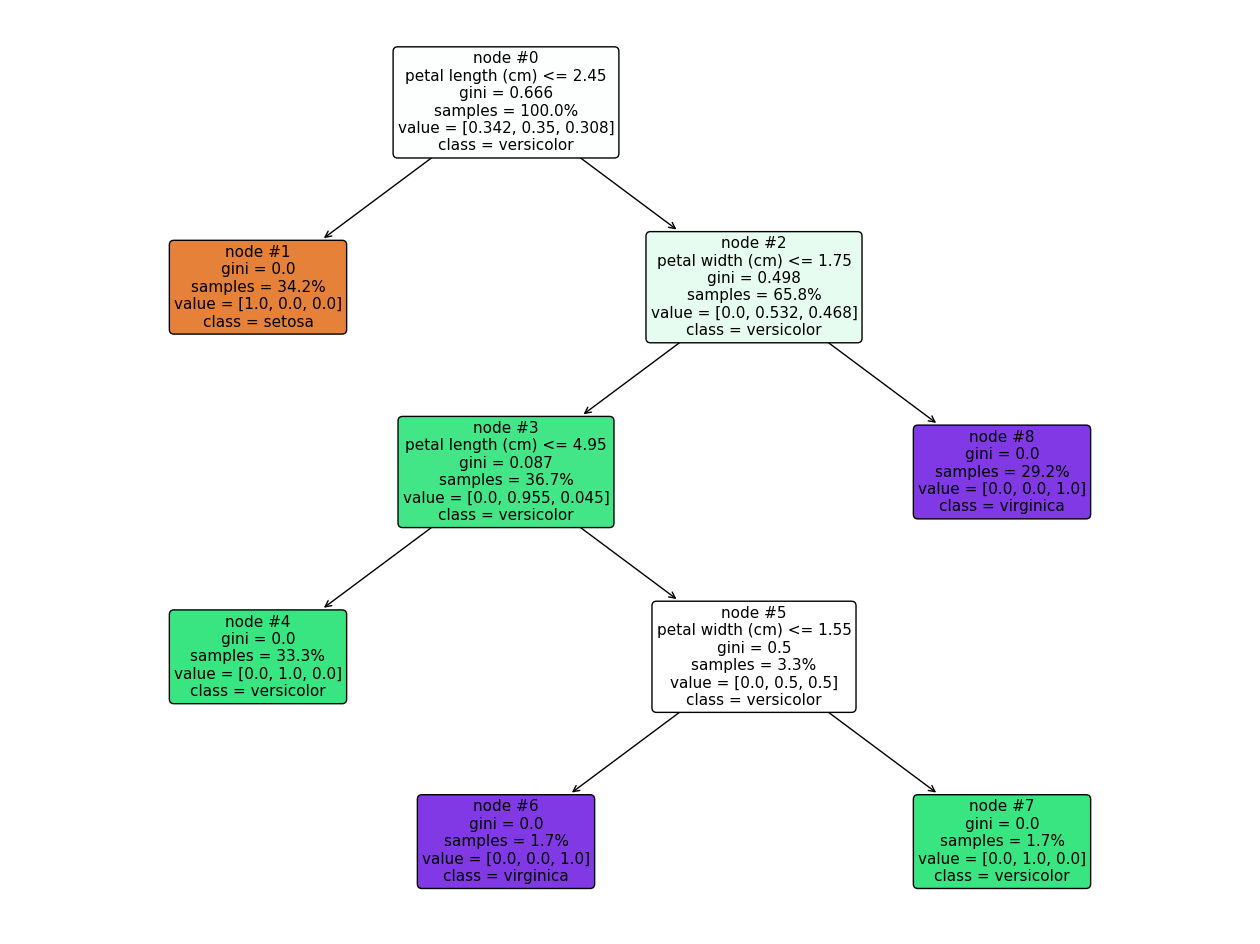 node #0
petal length (cm) <= 2.45
gini = 0.666
samples = 100.0%
value = [0.342, 0.35, 0.308]
class = versicolor
node #1
gini = 0.0
samples = 34.2%
value = [1.0, 0.0, 0.0]
class = setosa
node #2
petal width (cm) <= 1.75
gini = 0.498
samples = 65.8%
value = [0.0, 0.532, 0.468]
class = versicolor
node #3
petal length (cm) <= 4.95
gini = 0.087
samples = 36.7%
value = [0.0, 0.955, 0.045]
class = versicolor
node #8
gini = 0.0
samples = 29.2%
value = [0.0, 0.0, 1.0]
class = virginica
node #4
gini = 0.0
samples = 33.3%
value = [0.0, 1.0, 0.0]
class = versicolor
node #5
petal width (cm) <= 1.55
gini = 0.5
samples = 3.3%
value = [0.0, 0.5, 0.5]
class = versicolor
node #6
gini = 0.0
samples = 1.7%
value = [0.0, 0.0, 1.0]
class = virginica
node #7
gini = 0.0
samples = 1.7%
value = [0.0, 1.0, 0.0]
class = versicolor